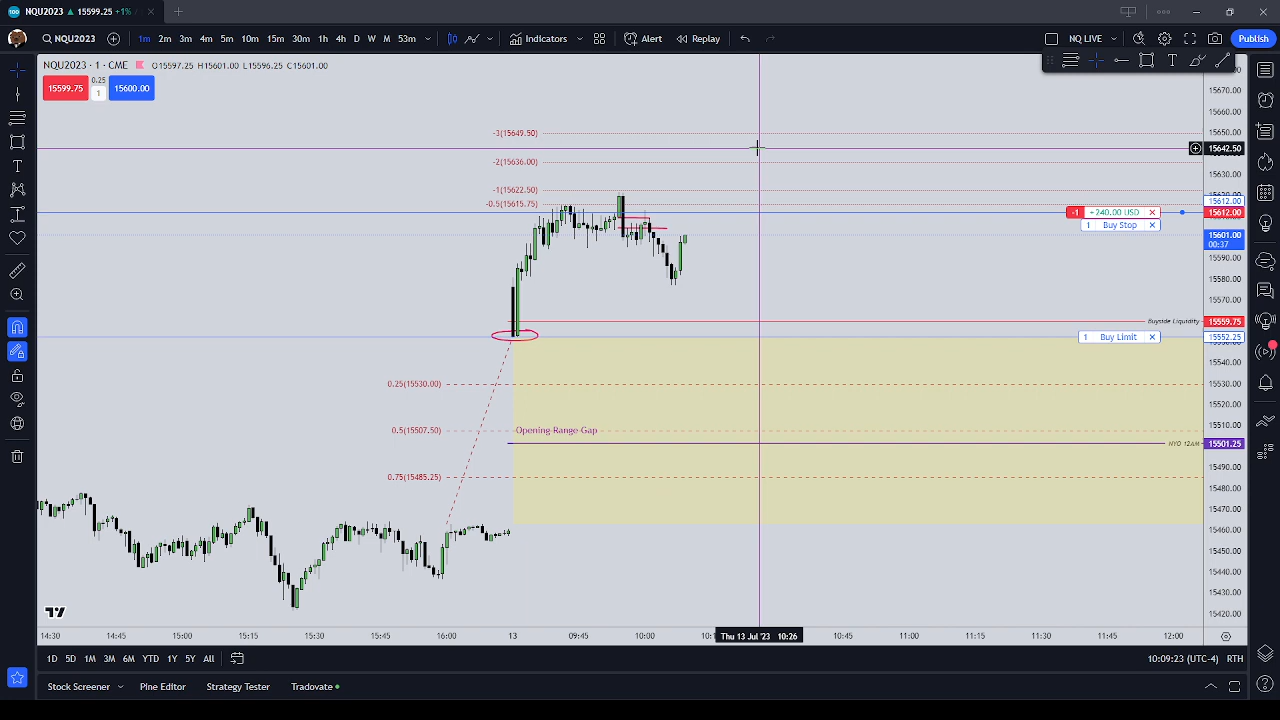 NQU2023 ▲ 15599.25 +1% /
NQU2023 1m 2m 3m 4m 5m 10m 15m 30m 1h 4h D W M 53m Indicators Alert Replay NQ LIVE Publish
NQU2023 · 1 · CME O15597.25 H15601.00 L15596.25 C15601.00
15599.75 0.25 1 15600.00
15670.00
15660.00
-3(15649.50) 15650.00
15642.50
-2(15636.00)
15630.00
-1(15622.50)
-0.5(15615.75) 15612.00
-1 +240.00 USD 15612.00
1 Buy Stop
15601.00
00:37
15590.00
15580.00
15570.00
Buyside Liquidity 15559.75
1 Buy Limit 15552.25
15540.00
0.25(15530.00) 15530.00
15520.00
0.5(15507.50) Opening Range Gap 15510.00
NYO 12AM 15501.25
15490.00
0.75(15485.25) 15480.00
15470.00
15460.00
15450.00
15440.00
15430.00
15420.00
14:30 14:45 15:00 15:15 15:30 15:45 16:00 13 09:45 10:00 Thu 13 Jul '23 10:26 10:45 11:00 11:15 11:30 11:45 12:00
1D 5D 1M 3M 6M YTD 1Y 5Y All 10:09:23 (UTC-4) RTH
Stock Screener Pine Editor Strategy Tester Tradovate